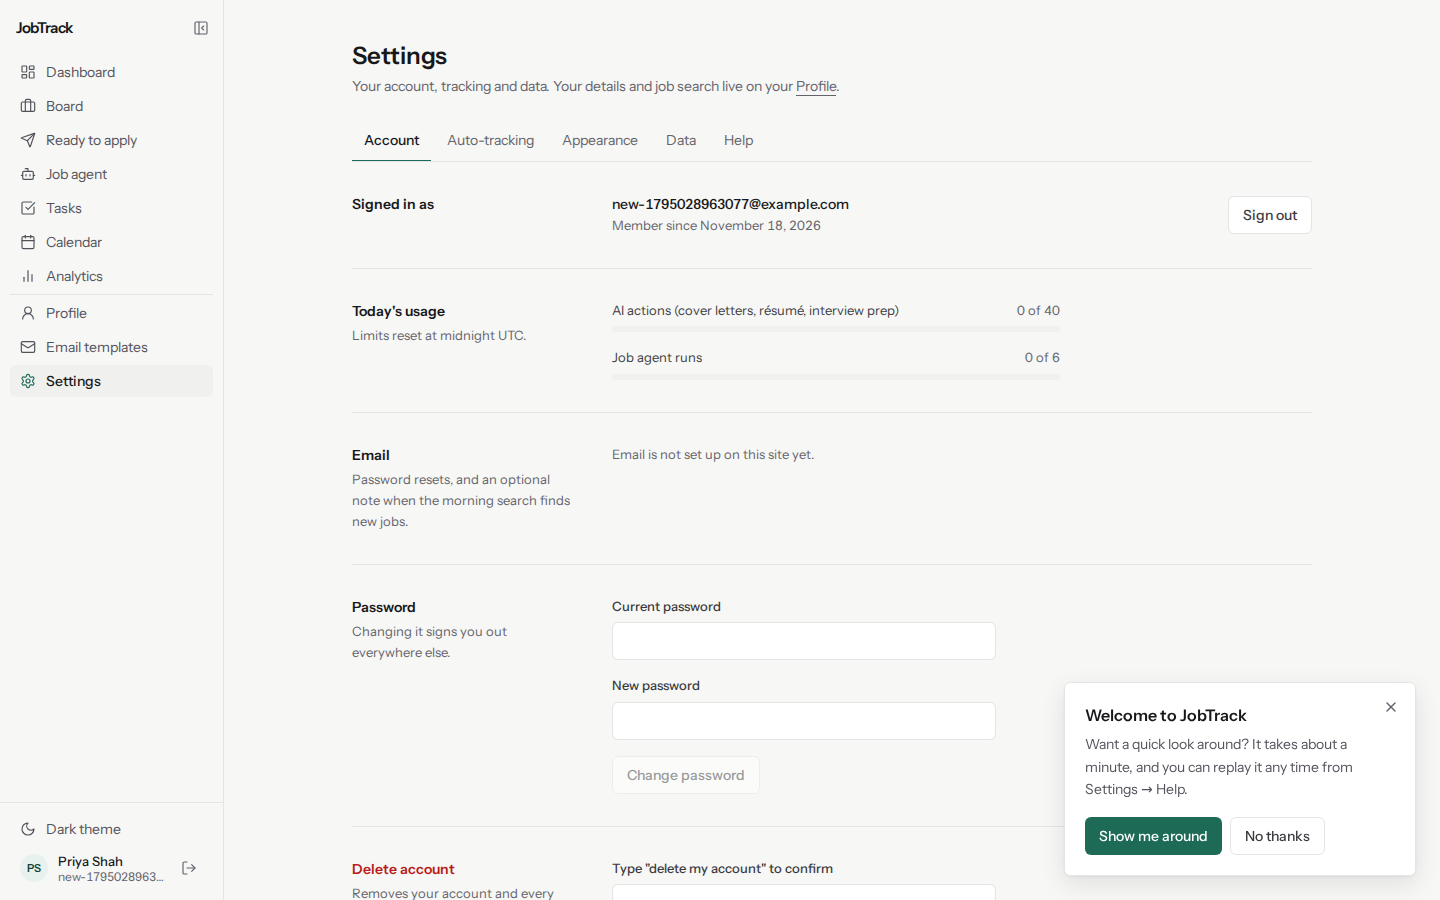 JobTrack
Dashboard
Board
Ready to apply
Job agent
Tasks
Calendar
Analytics
Profile
Email templates
Settings
Dark theme
PS
Priya Shah
new-1795028963...
Settings
Your account, tracking and data. Your details and job search live on your Profile.
Account
Auto-tracking
Appearance
Data
Help
Signed in as
new-1795028963077@example.com
Member since November 18, 2026
Sign out
Today's usage
Limits reset at midnight UTC.
AI actions (cover letters, résumé, interview prep)
0 of 40
Job agent runs
0 of 6
Email
Password resets, and an optional
note when the morning search finds
new jobs.
Email is not set up on this site yet.
Password
Changing it signs you out
everywhere else.
Current password
New password
Change password
Delete account
Removes your account and every
Type "delete my account" to confirm
Welcome to JobTrack
Want a quick look around? It takes about a
minute, and you can replay it any time from
Settings → Help.
Show me around
No thanks